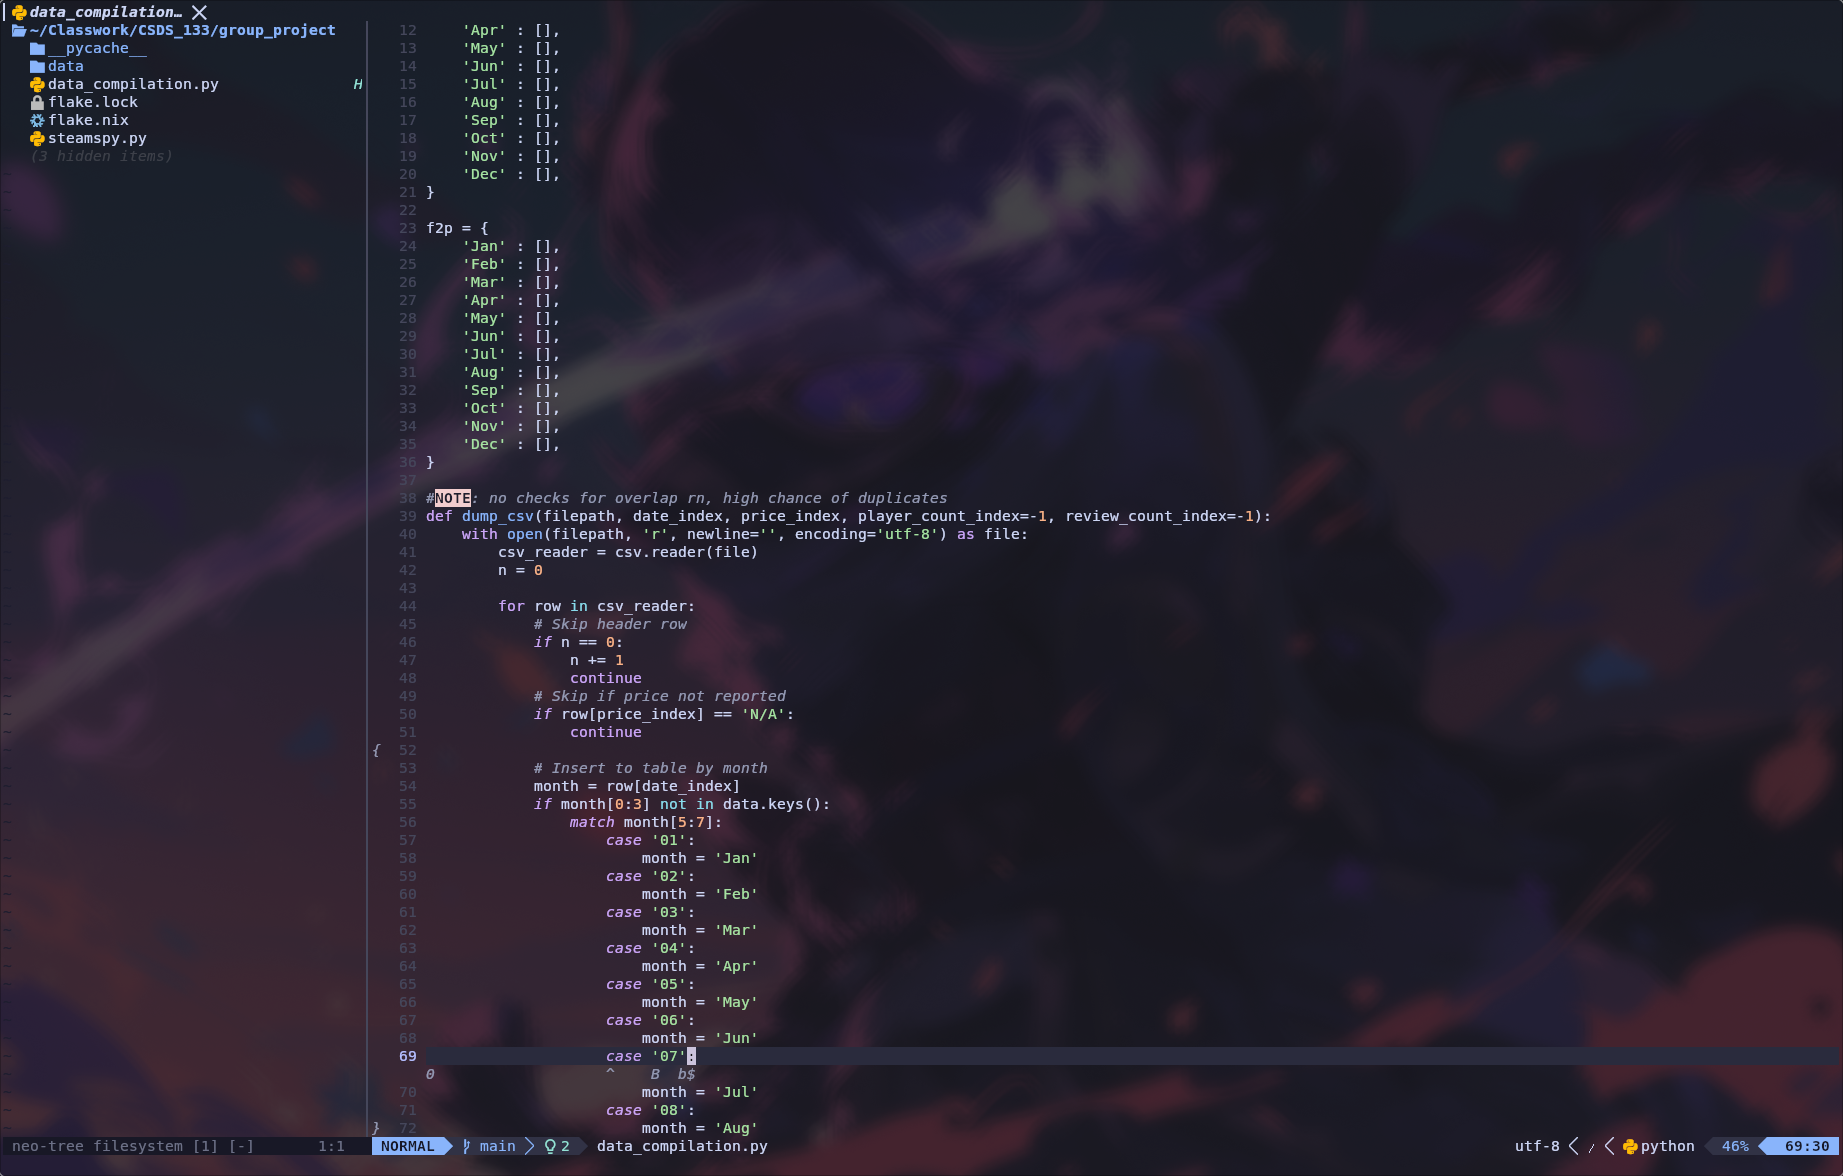 data_compilation…
~/Classwork/CSDS_133/group_project
__pycache__
data
data_compilation.py H
flake.lock
flake.nix
steamspy.py
(3 hidden items)
12 'Apr' : [],
13 'May' : [],
14 'Jun' : [],
15 'Jul' : [],
16 'Aug' : [],
17 'Sep' : [],
18 'Oct' : [],
19 'Nov' : [],
20 'Dec' : [],
21 }
22
23 f2p = {
24 'Jan' : [],
25 'Feb' : [],
26 'Mar' : [],
27 'Apr' : [],
28 'May' : [],
29 'Jun' : [],
30 'Jul' : [],
31 'Aug' : [],
32 'Sep' : [],
33 'Oct' : [],
34 'Nov' : [],
35 'Dec' : [],
36 }
37
38 #NOTE: no checks for overlap rn, high chance of duplicates
39 def dump_csv(filepath, date_index, price_index, player_count_index=-1, review_count_index=-1):
40 with open(filepath, 'r', newline='', encoding='utf-8') as file:
41 csv_reader = csv.reader(file)
42 n = 0
43
44 for row in csv_reader:
45 # Skip header row
46 if n == 0:
47 n += 1
48 continue
49 # Skip if price not reported
50 if row[price_index] == 'N/A':
51 continue
{ 52
53 # Insert to table by month
54 month = row[date_index]
55 if month[0:3] not in data.keys():
56 match month[5:7]:
57 case '01':
58 month = 'Jan'
59 case '02':
60 month = 'Feb'
61 case '03':
62 month = 'Mar'
63 case '04':
64 month = 'Apr'
65 case '05':
66 month = 'May'
67 case '06':
68 month = 'Jun'
69 case '07':
0 ^ B b$
70 month = 'Jul'
71 case '08':
} 72 month = 'Aug'
neo-tree filesystem [1] [-] 1:1 NORMAL main 2 data_compilation.py utf-8 python 46% 69:30